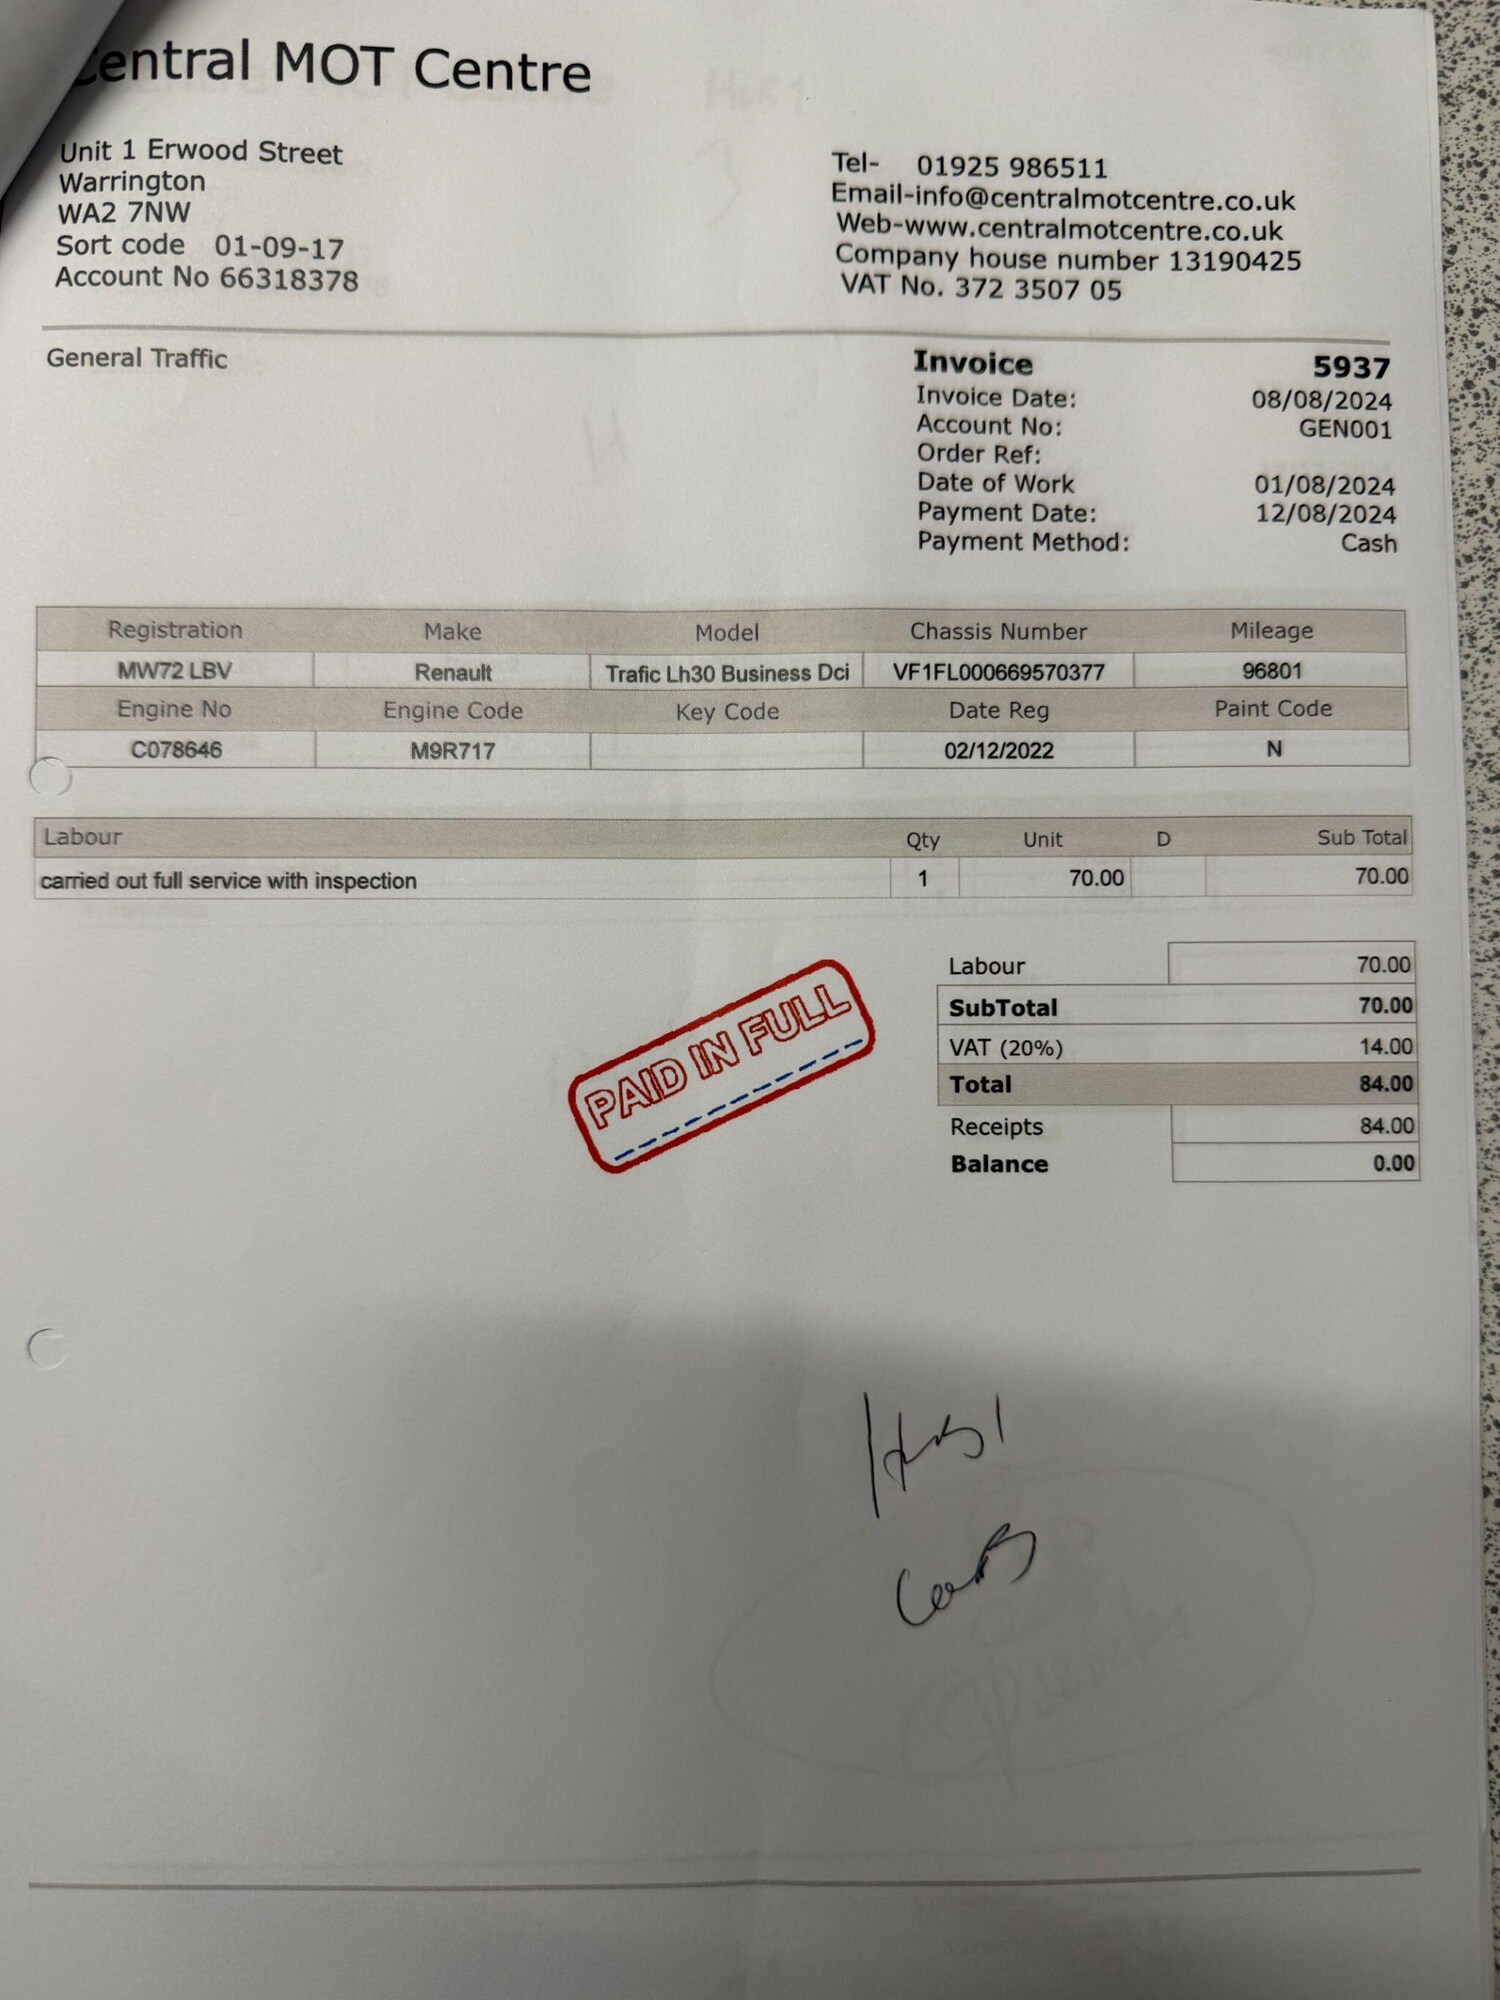 Central MOT Centre
Unit 1 Erwood Street
Warrington
WA2 7NW
Sort code 01-09-17
Account No 66318378
Tel- 01925 986511
Email-info@centralmotcentre.co.uk
Web-www.centralmotcentre.co.uk
Company house number 13190425
VAT No. 372 3507 05
General Traffic
Invoice 5937
Invoice Date: 08/08/2024
Account No: GEN001
Order Ref:
Date of Work 01/08/2024
Payment Date: 12/08/2024
Payment Method: Cash
Registration Make Model Chassis Number Mileage
MW72 LBV Renault Trafic Lh30 Business Dci VF1FL000669570377 96801
Engine No Engine Code Key Code Date Reg Paint Code
C078646 M9R717 02/12/2022 N
Labour Qty Unit D Sub Total
carried out full service with inspection 1 70.00 70.00
Labour 70.00
SubTotal 70.00
VAT (20%) 14.00
Total 84.00
Receipts 84.00
Balance 0.00
PAID IN FULL